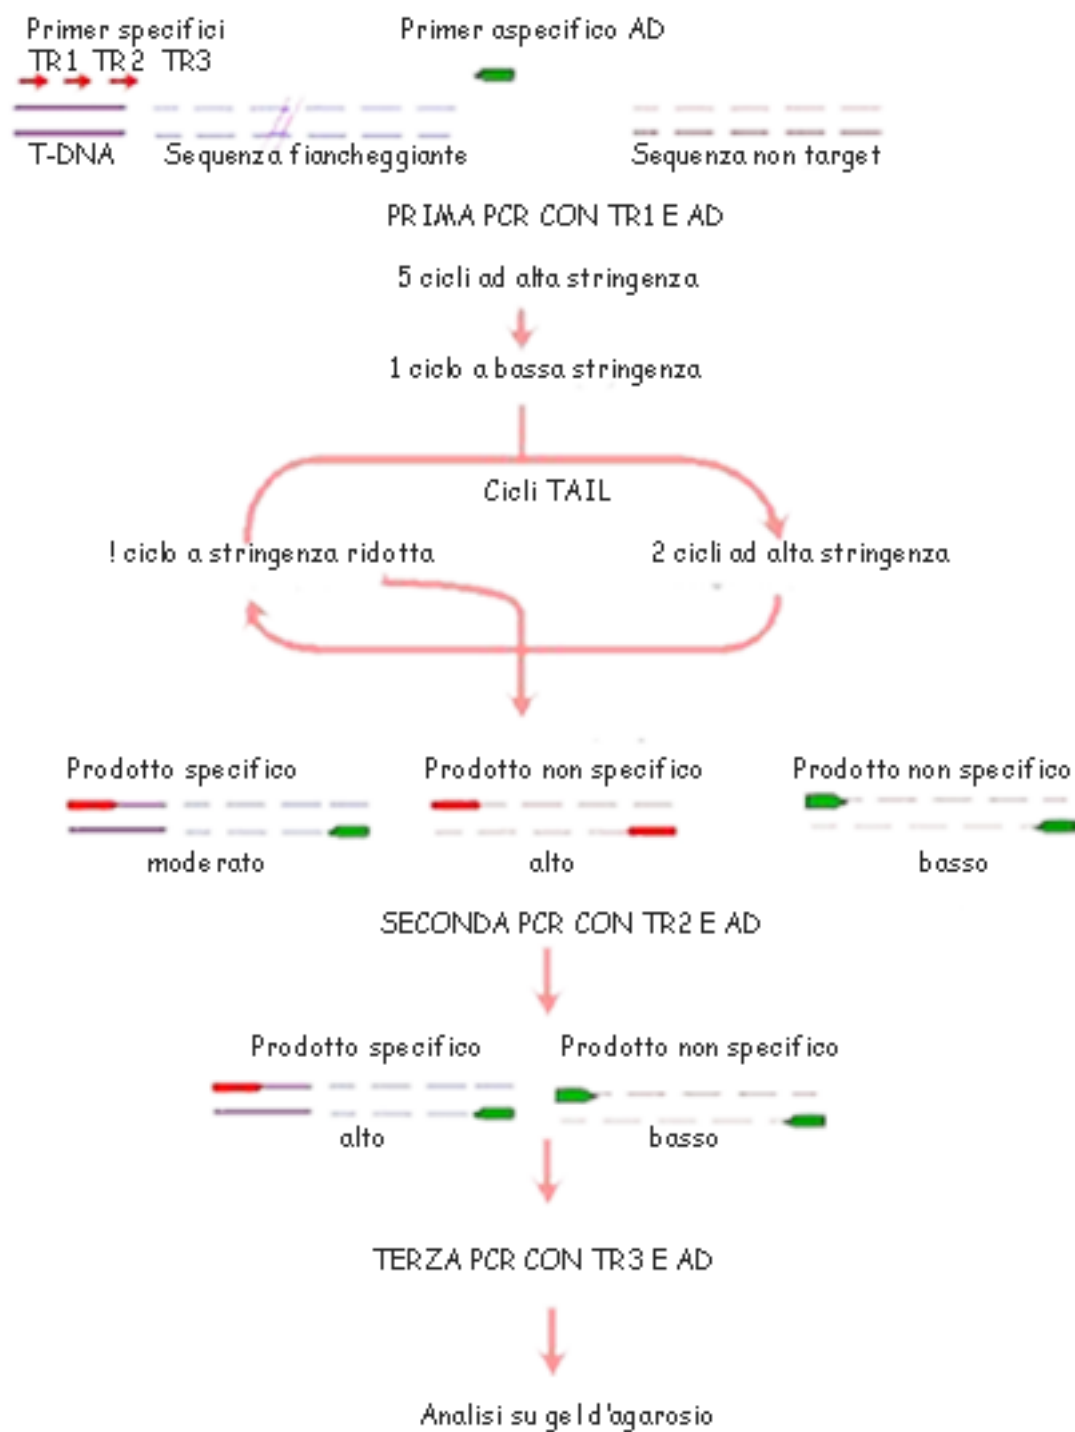 Primer specifici
Primer aspecifico AD
TR1 TR2 TR3
T-DNA
Sequenza fiancheggiante
Sequenza non target
PRIMA PCR CON TR1 E AD
5 cicli ad alta stringenza
1 ciclo a bassa stringenza
Cicli TAIL
! ciclo a stringenza ridotta
2 cicli ad alta stringenza
Prodotto specifico
Prodotto non specifico
Prodotto non specifico
moderato
alto
basso
SECONDA PCR CON TR2 E AD
Prodotto specifico
Prodotto non specifico
alto
basso
TERZA PCR CON TR3 E AD
Analisi su gel d'agarosio